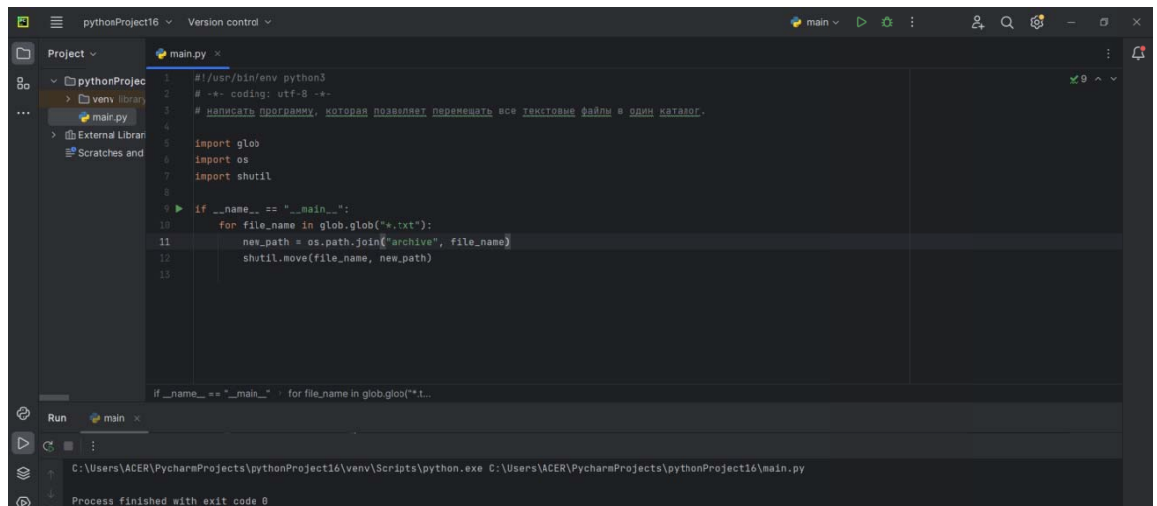 pythonProject16 Version control main
Project main.py
pythonProjec
venv library
main.py
External Librari
Scratches and
1 #!/usr/bin/env python3
2 # -*- coding: utf-8 -*-
3 # написать программу, которая позволяет перемещать все текстовые файлы в один каталог.
4
5 import glob
6 import os
7 import shutil
8
9 if __name__ == "__main__":
10 for file_name in glob.glob("*.txt"):
11 new_path = os.path.join("archive", file_name)
12 shutil.move(file_name, new_path)
13
9
if __name__ == "__main__" › for file_name in glob.glob("*.t...
Run main
C:\Users\ACER\PycharmProjects\pythonProject16\venv\Scripts\python.exe C:\Users\ACER\PycharmProjects\pythonProject16\main.py
Process finished with exit code 0